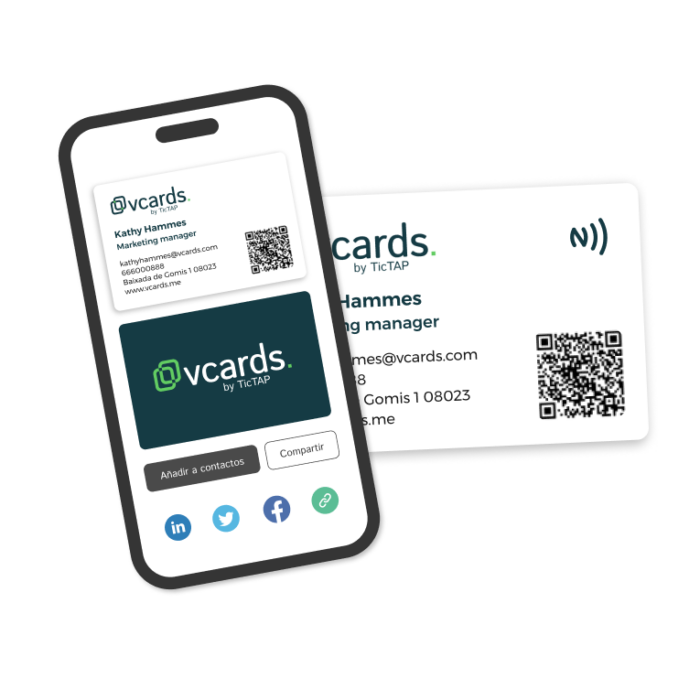 vcards.
by TicTAP
Kathy Hammes
Marketing manager
kathyhammes@vcards.com
666000888
Baixada de Gomis 1 08023
www.vcards.me
vcards.
by TicTAP
Añadir a contactos
Compartir
in
cards.
by TicTAP
Hammes
ng manager
mes@vcards.com
8
Gomis 1 08023
s.me